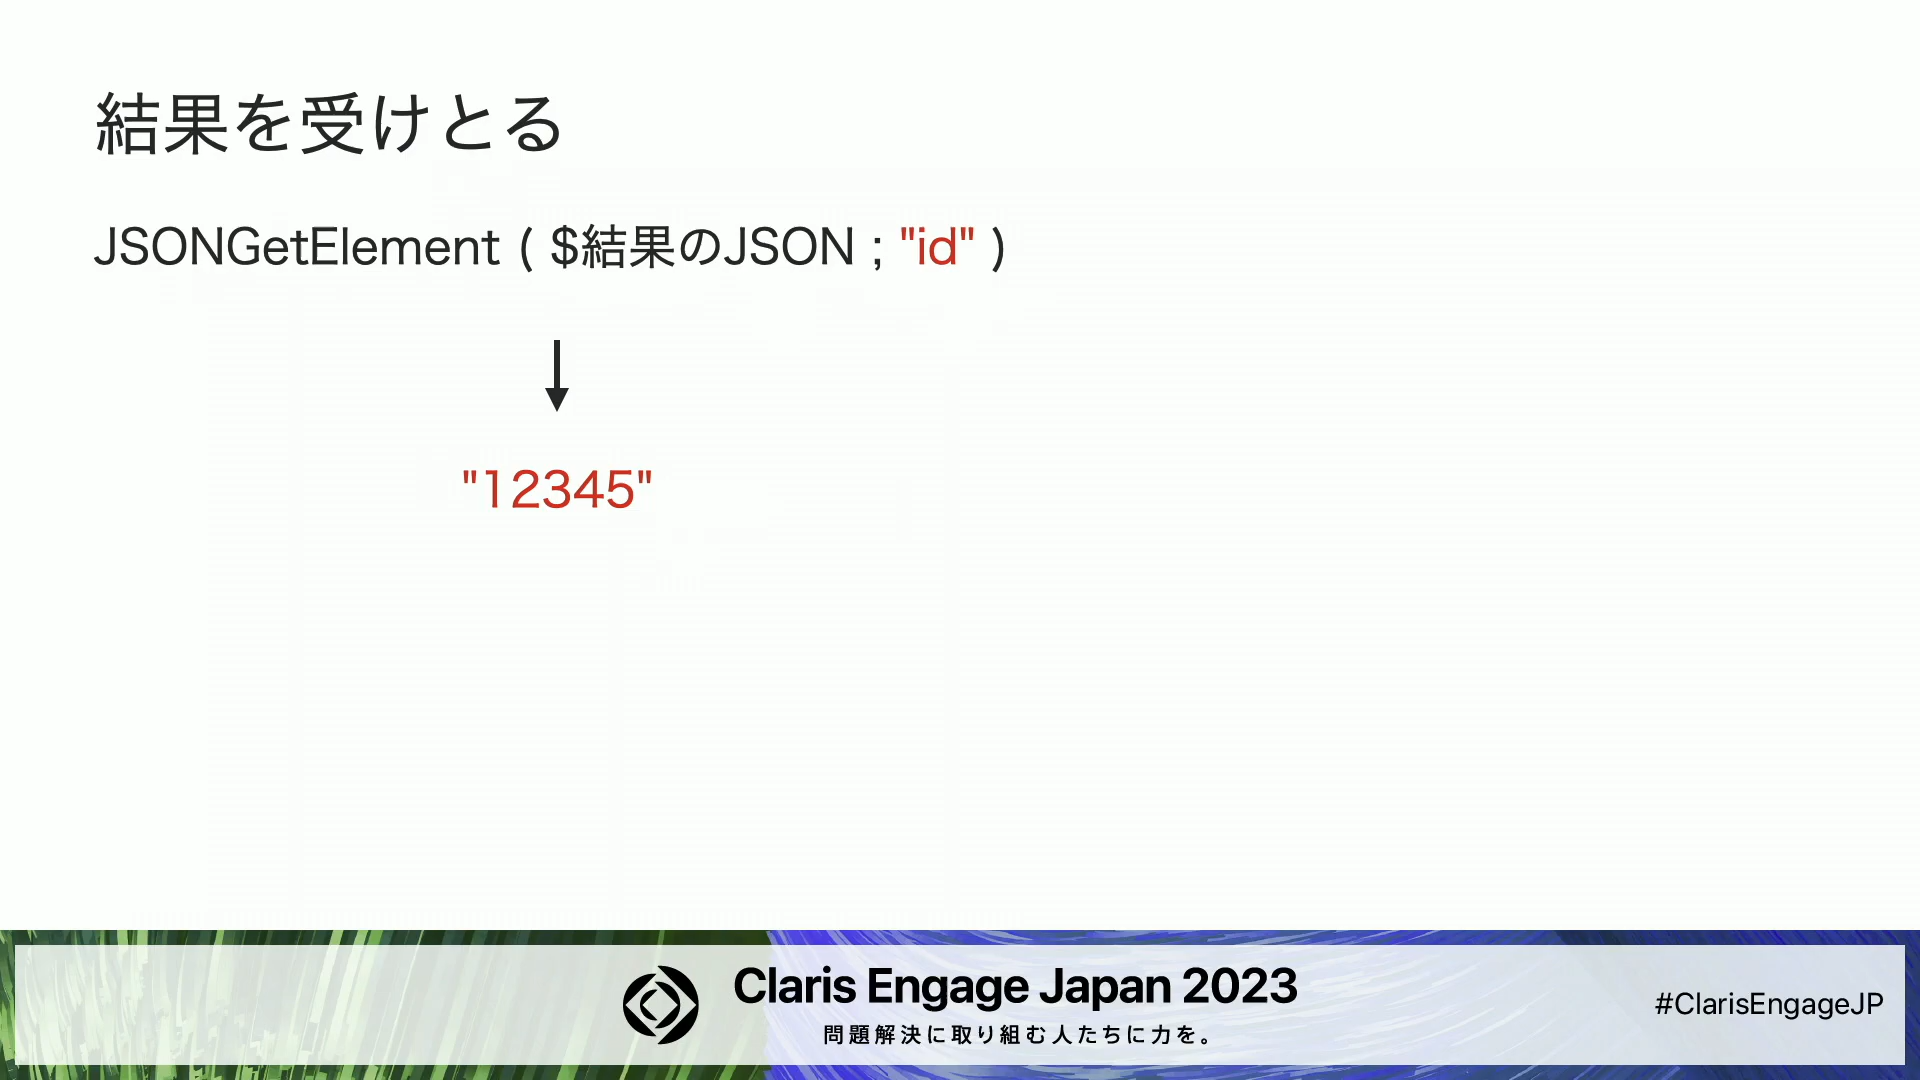 結果を受けとる
JSONGetElement ( $結果のJSON ; "id" )
"12345"
Claris Engage Japan 2023
問題解決に取り組む人たちに力を。
#ClarisEngageJP